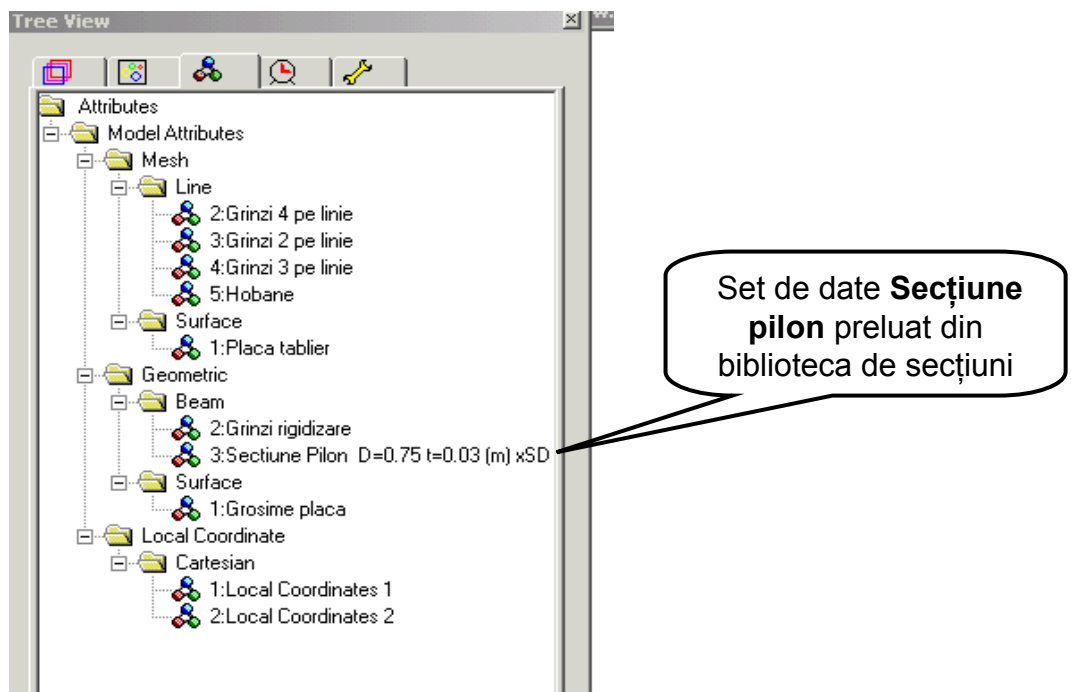 Tree View
Attributes
Model Attributes
Mesh
Line
2:Grinzi 4 pe linie
3:Grinzi 2 pe linie
4:Grinzi 3 pe linie
5:Hobane
Surface
1:Placa tablier
Geometric
Beam
2:Grinzi rigidizare
3:Sectiune Pilon D=0.75 t=0.03 (m) xSD
Surface
1:Grosime placa
Local Coordinate
Cartesian
1:Local Coordinates 1
2:Local Coordinates 2
Set de date Secțiune
pilon preluat din
biblioteca de secțiuni